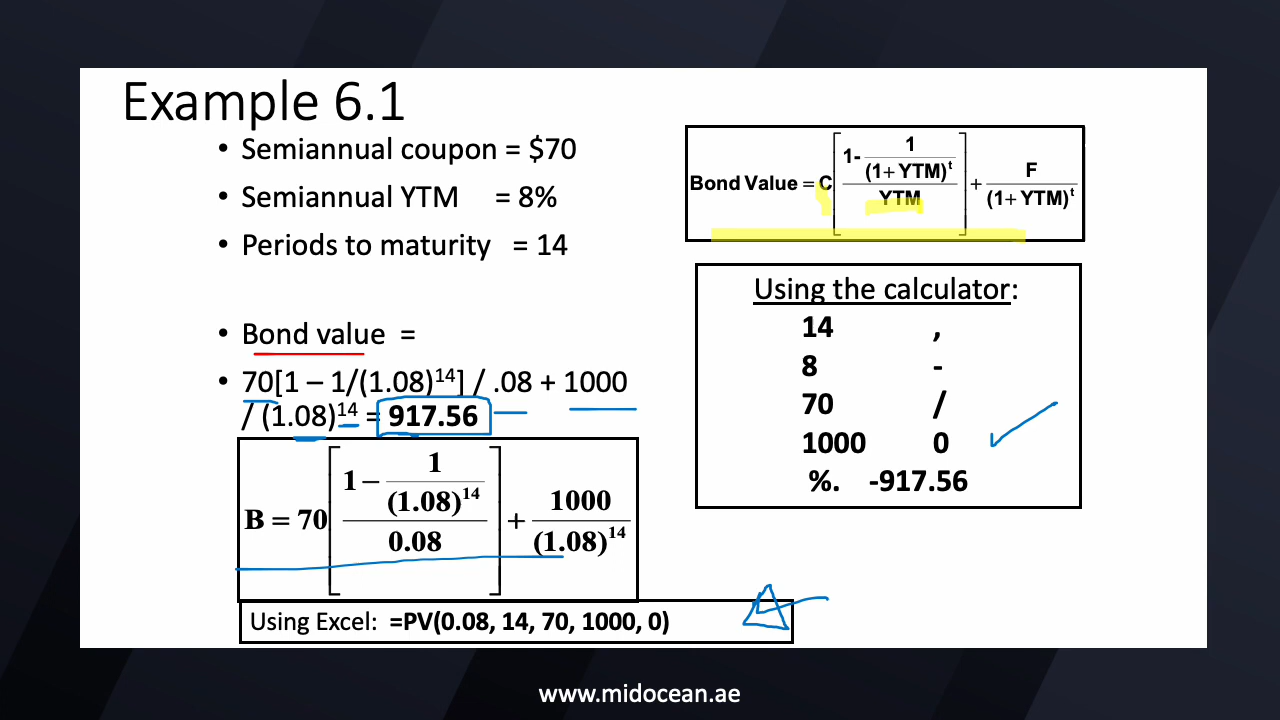 Example 6.1
• Semiannual coupon = $70
• Semiannual YTM = 8%
• Periods to maturity = 14
• Bond value =
• 70[1 – 1/(1.08)¹⁴] / .08 + 1000
/ (1.08)¹⁴ = 917.56
B = 70[(1 − 1/(1.08)¹⁴)/0.08] + 1000/(1.08)¹⁴
Using Excel: =PV(0.08, 14, 70, 1000, 0)
Bond Value = C[(1- 1/(1+ YTM)ᵗ)/YTM] + F/(1+ YTM)ᵗ
Using the calculator:
14 ,
8 -
70 /
1000 0
%. -917.56
www.midocean.ae